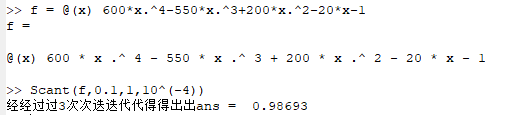 >> f = @(x) 600*x.^4-550*x.^3+200*x.^2-20*x-1
f =
@(x) 600 * x .^ 4 - 550 * x .^ 3 + 200 * x .^ 2 - 20 * x - 1
>> Scant(f,0.1,1,10^(-4))
经经过过3次次迭迭代代得得出出ans =  0.98693